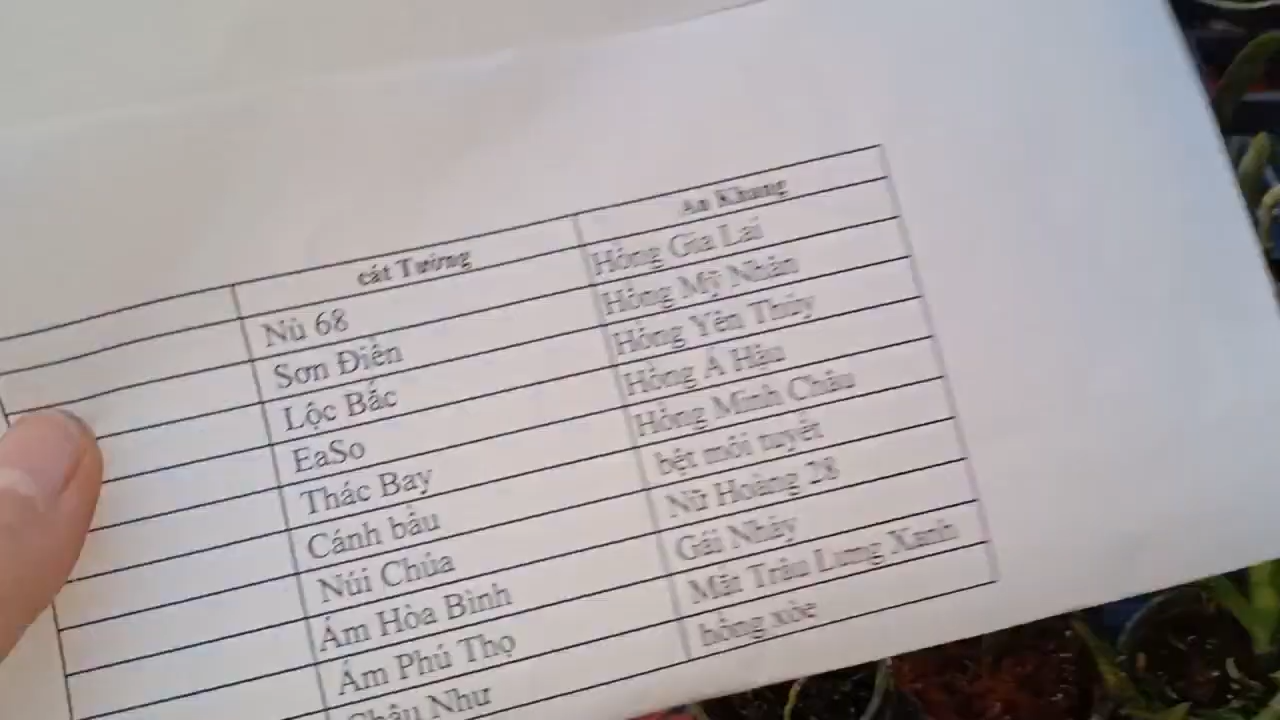 cát Tường An Khang
Nù 68 Hồng Gia Lai
Sơn Điền Hồng Mỹ Nhân
Lộc Bắc Hồng Yên Thủy
EaSo Hồng Á Hậu
Thác Bay Hồng Minh Châu
Cánh bầu bệt môi tuyết
Núi Chúa Nữ Hoàng 28
Ám Hòa Bình Gái Nhảy
Ám Phú Thọ Mắt Trâu Lưng Xanh
Châu Như hồng xòe